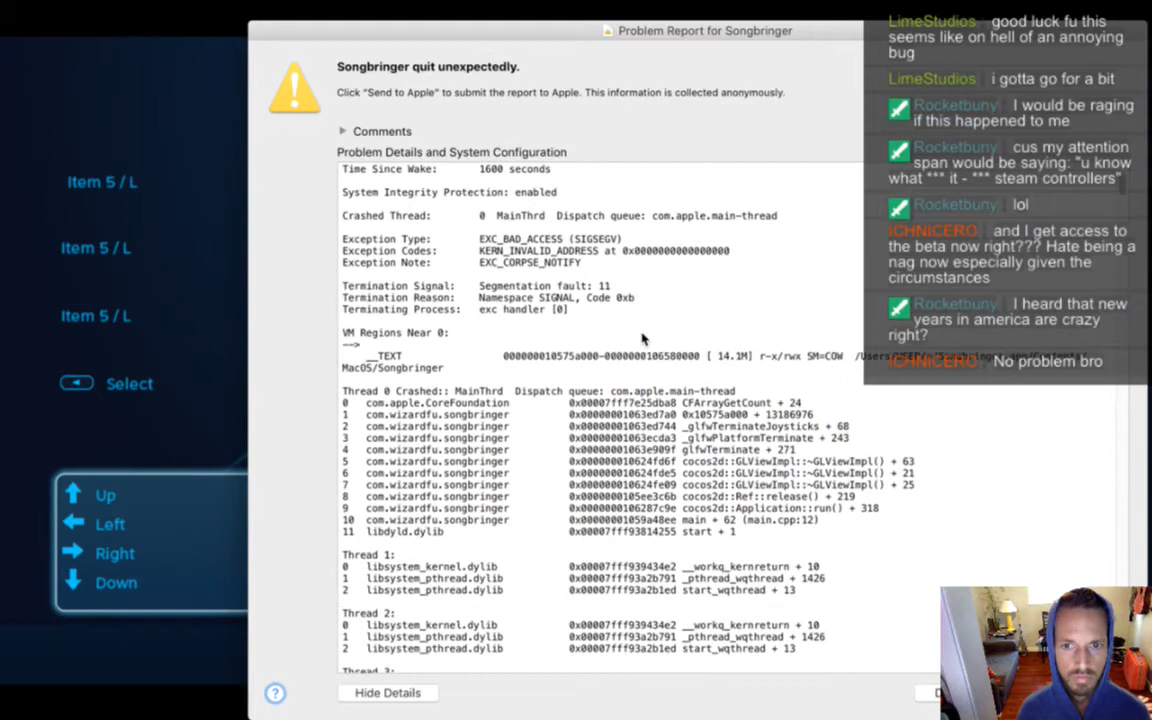 Problem Report for Songbringer
Songbringer quit unexpectedly.
Click "Send to Apple" to submit the report to Apple. This information is collected anonymously.
Comments
Problem Details and System Configuration
Time Since Wake: 1600 seconds
System Integrity Protection: enabled
Crashed Thread: 0 MainThrd Dispatch queue: com.apple.main-thread
Exception Type: EXC_BAD_ACCESS (SIGSEGV)
Exception Codes: KERN_INVALID_ADDRESS at 0x0000000000000000
Exception Note: EXC_CORPSE_NOTIFY
Termination Signal: Segmentation fault: 11
Termination Reason: Namespace SIGNAL, Code 0xb
Terminating Process: exc handler [0]
VM Regions Near 0:
-->
__TEXT 000000010575a000-0000000106580000 [ 14.1M] r-x/rwx SM=COW
MacOS/Songbringer
Thread 0 Crashed:: MainThrd Dispatch queue: com.apple.main-thread
0 com.apple.CoreFoundation 0x00007fff7e25dba8 CFArrayGetCount + 24
1 com.wizardfu.songbringer 0x00000001063ed7a0 0x10575a000 + 13186976
2 com.wizardfu.songbringer 0x00000001063ed744 _glfwTerminateJoysticks + 68
3 com.wizardfu.songbringer 0x00000001063ecda3 _glfwPlatformTerminate + 243
4 com.wizardfu.songbringer 0x00000001063e909f glfwTerminate + 271
5 com.wizardfu.songbringer 0x000000010624fd6f cocos2d::GLViewImpl::~GLViewImpl() + 63
6 com.wizardfu.songbringer 0x000000010624fde5 cocos2d::GLViewImpl::~GLViewImpl() + 21
7 com.wizardfu.songbringer 0x000000010624fe09 cocos2d::GLViewImpl::~GLViewImpl() + 25
8 com.wizardfu.songbringer 0x0000000105ee3c6b cocos2d::Ref::release() + 219
9 com.wizardfu.songbringer 0x0000000106287c9e cocos2d::Application::run() + 318
10 com.wizardfu.songbringer 0x00000001059a48ee main + 62 (main.cpp:12)
11 libdyld.dylib 0x00007fff93814255 start + 1
Thread 1:
0 libsystem_kernel.dylib 0x00007fff939434e2 __workq_kernreturn + 10
1 libsystem_pthread.dylib 0x00007fff93a2b791 _pthread_wqthread + 1426
2 libsystem_pthread.dylib 0x00007fff93a2b1ed start_wqthread + 13
Thread 2:
0 libsystem_kernel.dylib 0x00007fff939434e2 __workq_kernreturn + 10
1 libsystem_pthread.dylib 0x00007fff93a2b791 _pthread_wqthread + 1426
2 libsystem_pthread.dylib 0x00007fff93a2b1ed start_wqthread + 13
Thread 3:
Hide Details
Item 5 / L
Item 5 / L
Item 5 / L
Select
Up
Left
Right
Down
LimeStudios good luck fu this
seems like on hell of an annoying
bug
LimeStudios i gotta go for a bit
Rocketbuny I would be raging
if this happened to me
Rocketbuny cus my attention
span would be saying: "u know
what *** it - *** steam controllers"
Rocketbuny lol
ICHNICERO and I get access to
the beta now right??? Hate being a
nag now especially given the
circumstances
Rocketbuny I heard that new
years in america are crazy
right?
ICHNICERO No problem bro